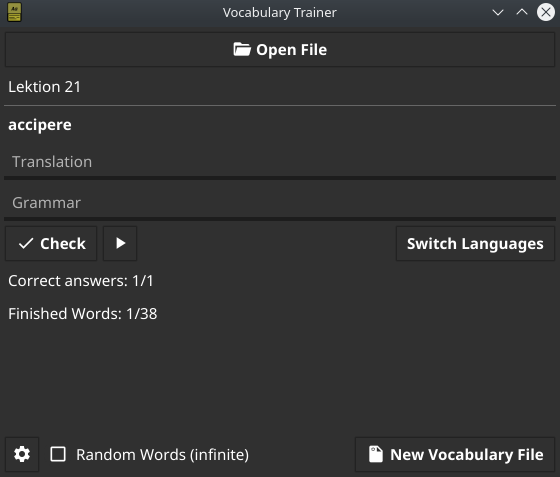 Vocabulary Trainer
Open File
Lektion 21
accipere
Translation
Grammar
Check Switch Languages
Correct answers: 1/1
Finished Words: 1/38
Random Words (infinite) New Vocabulary File